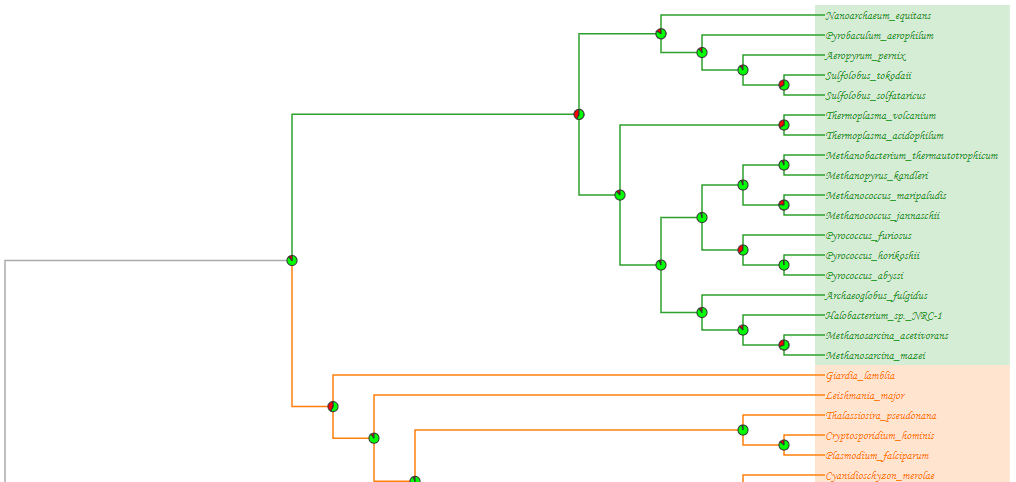 Nanoarchaeum_equitans
Pyrobaculum_aerophilum
Aeropyrum_pernix
Sulfolobus_tokodaii
Sulfolobus_solfataricus
Thermoplasma_volcanium
Thermoplasma_acidophilum
Methanobacterium_thermautotrophicum
Methanopyrus_kandleri
Methanococcus_maripaludis
Methanococcus_jannaschii
Pyrococcus_furiosus
Pyrococcus_horikoshii
Pyrococcus_abyssi
Archaeoglobus_fulgidus
Halobacterium_sp._NRC-1
Methanosarcina_acetivorans
Methanosarcina_mazei
Giardia_lamblia
Leishmania_major
Thalassiosira_pseudonana
Cryptosporidium_hominis
Plasmodium_falciparum
Cyanidioschyzon_merolae